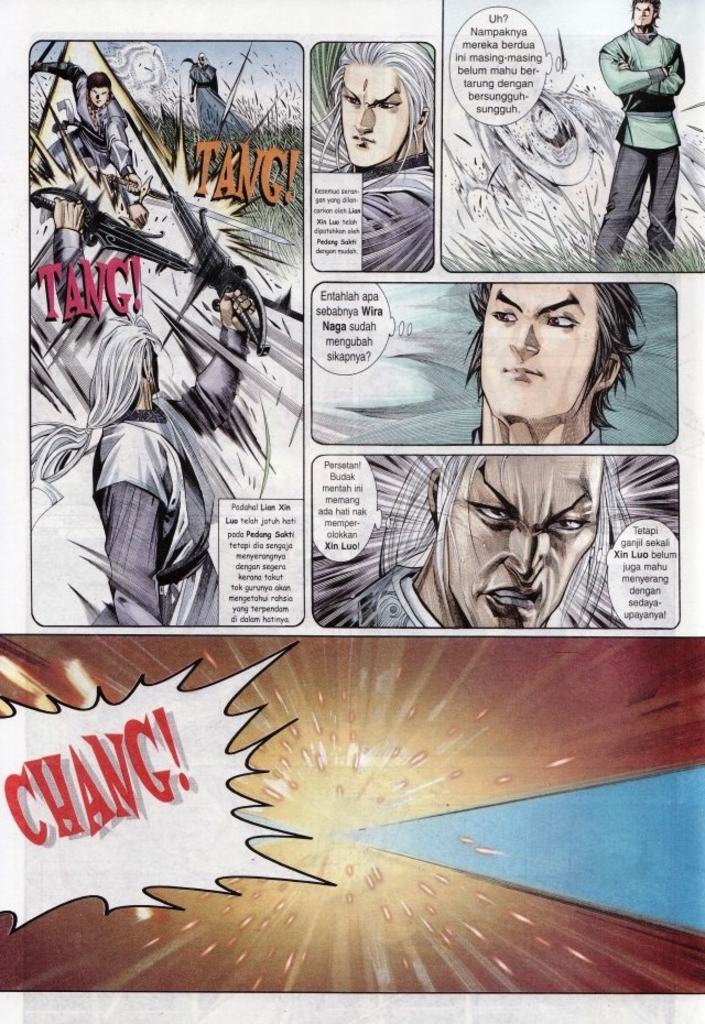 TANG!
TANG!
Padahal Lian Xin
Luo telah jatuh hati
pada Pedang Sakti
tetapi dia sengaja
menyerangnya
dengan segera
kerana takut
tok gurunya akan
mengetahui rahsia
yang terpendam
di dalam hatinya.
Kesemua seran-
gan yang dilan-
carkan oleh Lian
Xin Luo telah
dipatahkan oleh
Pedang Sakti
dengan mudah.
Uh?
Nampaknya
mereka berdua
ini masing-masing
belum mahu ber-
tarung dengan
bersungguh-
sungguh.
Entahlah apa
sebabnya Wira
Naga sudah
mengubah
sikapnya?
Persetan!
Budak
mentah ini
memang
ada hati nak
memper-
olokkan
Xin Luo!
Tetapi
ganjil sekali
Xin Luo belum
juga mahu
menyerang
dengan
sedaya-
upayanya!
CHANG!